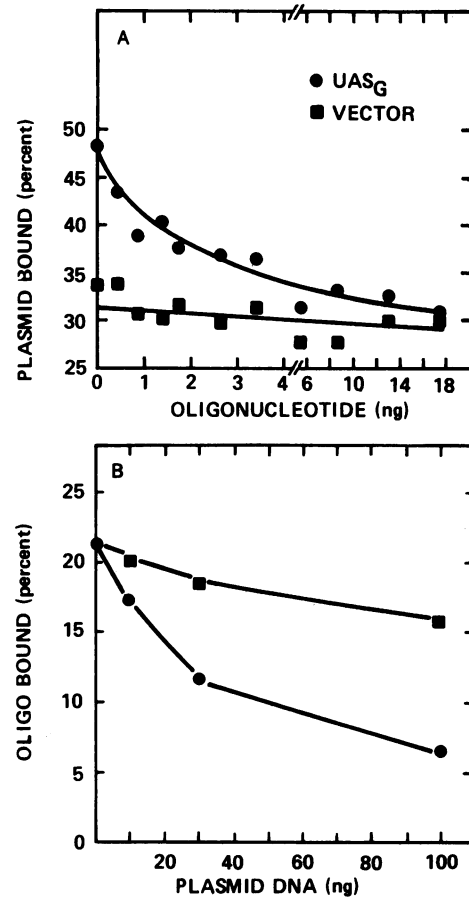 A
UASG
VECTOR
PLASMID BOUND (percent)
50
45
40
35
30
25
0 1 2 3 4 6 10 14 18
OLIGONUCLEOTIDE (ng)
B
OLIGO BOUND (percent)
25
20
15
10
5
0
20 40 60 80 100
PLASMID DNA (ng)